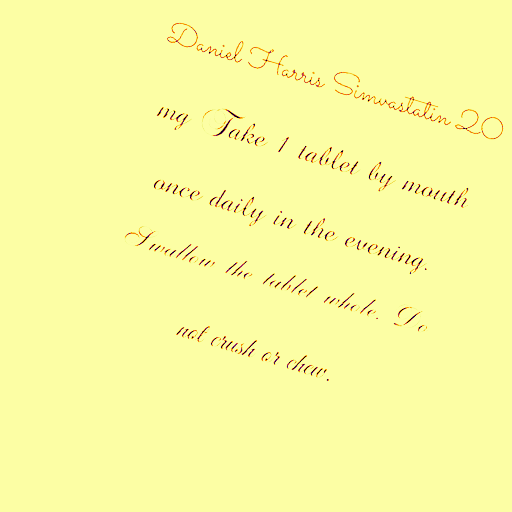 Daniel Harris Simvastatin 20
mg Take 1 tablet by mouth
once daily in the evening.
Swallow the tablet whole. Do
not crush or chew.